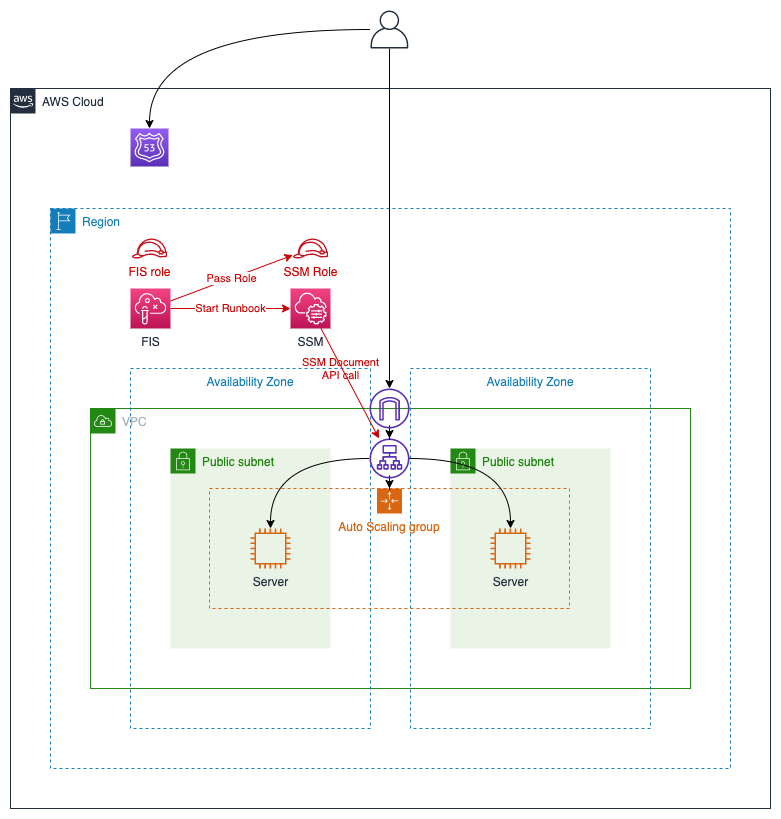 aws
AWS Cloud
53
Region
FIS role
SSM Role
Pass Role
Start Runbook
FIS
SSM
SSM Document
API call
Availability Zone
Availability Zone
VPC
Public subnet
Public subnet
Auto Scaling group
Server
Server